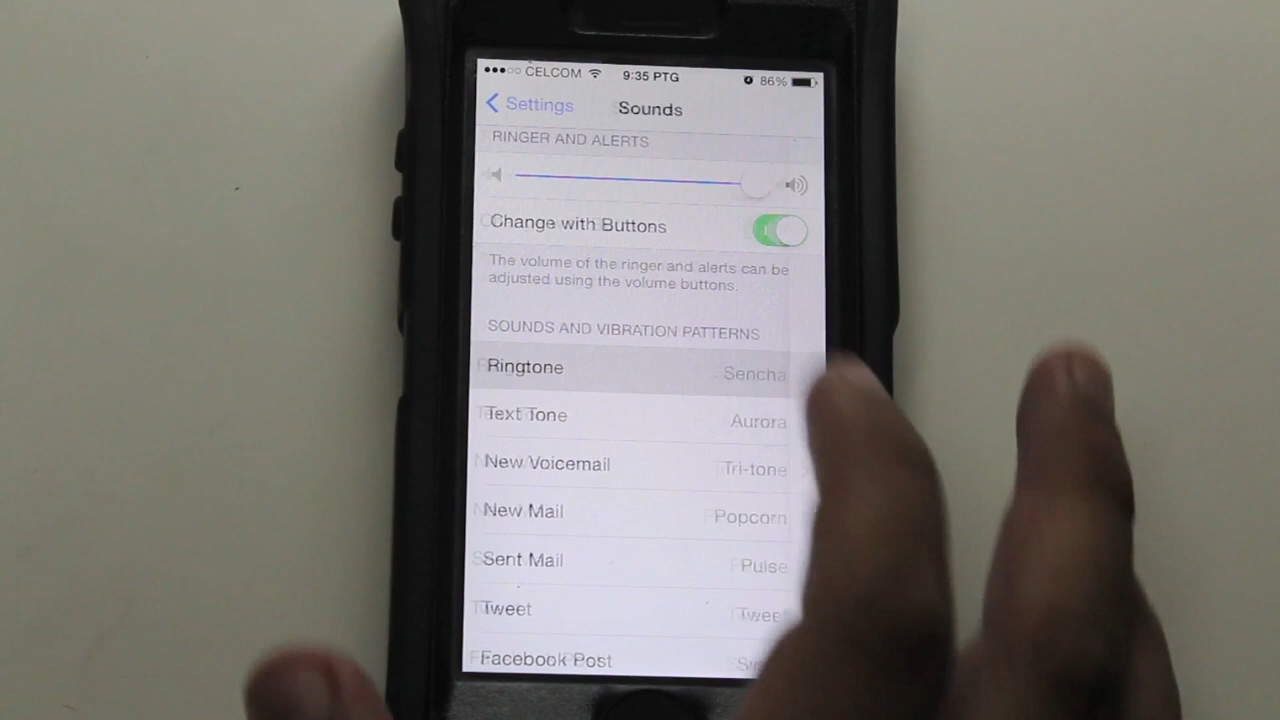 CELCOM 9:35 PTG 86%
Settings Sounds
RINGER AND ALERTS
Change with Buttons
The volume of the ringer and alerts can be
adjusted using the volume buttons.
SOUNDS AND VIBRATION PATTERNS
Ringtone Sencha
Text Tone Aurora
New Voicemail Tri-tone
New Mail Popcorn
Sent Mail Pulse
Tweet Tweet
Facebook Post